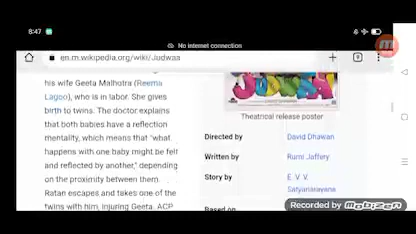 8:47
No internet connection
en.m.wikipedia.org/wiki/Judwaa
his wife Geeta Malhotra (Reema
Lagoo), who is in labor. She gives
birth to twins. The doctor explains
that both babies have a reflection
mentality, which means that "what
happens with one baby might be felt
and reflected by another," depending
on the proximity between them.
Ratan escapes and takes one of the
twins with him, injuring Geeta. ACP
Theatrical release poster
Directed by David Dhawan
Written by Rumi Jaffery
Story by E. V. V.
Satyanarayana
Based on
Recorded by mobizen